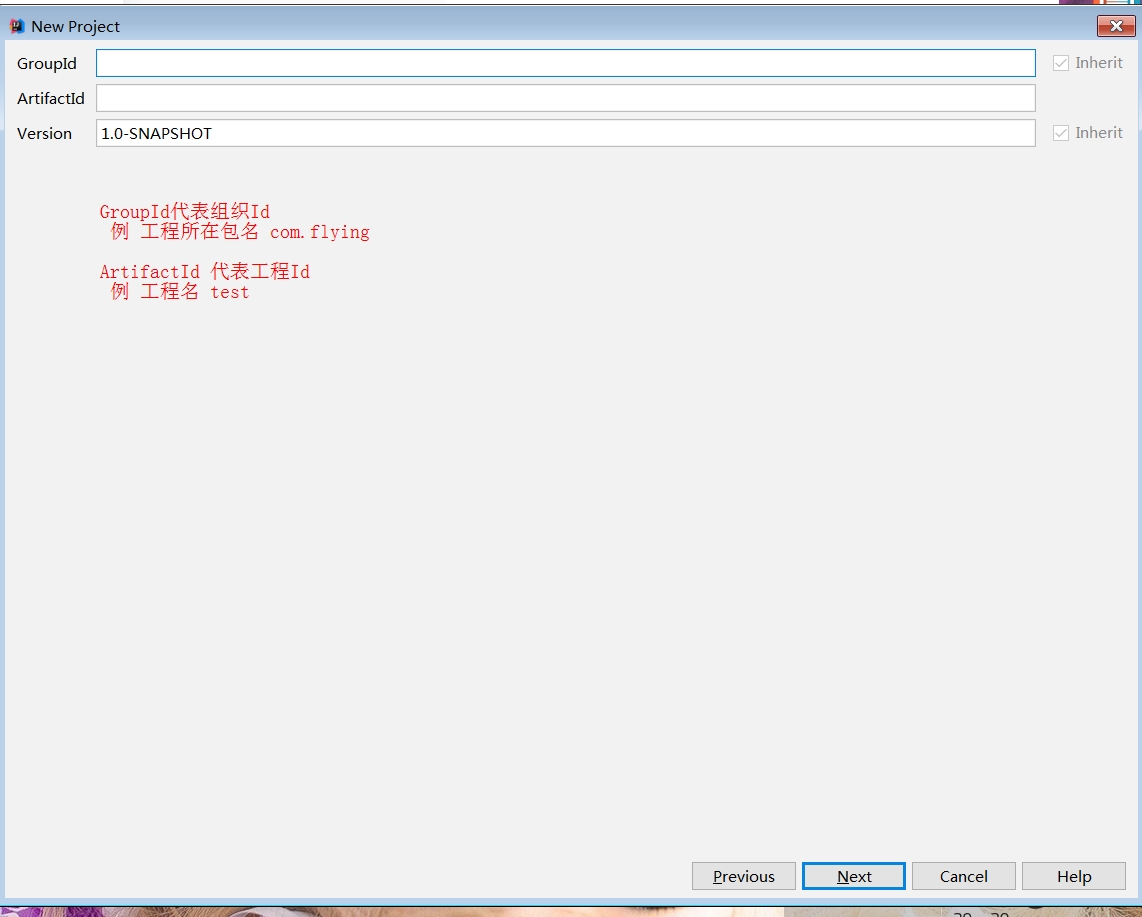 New Project
GroupId
Inherit
ArtifactId
Version 1.0-SNAPSHOT
Inherit
GroupId代表组织Id
例 工程所在包名 com.flying
ArtifactId 代表工程Id
例 工程名 test
Previous Next Cancel Help